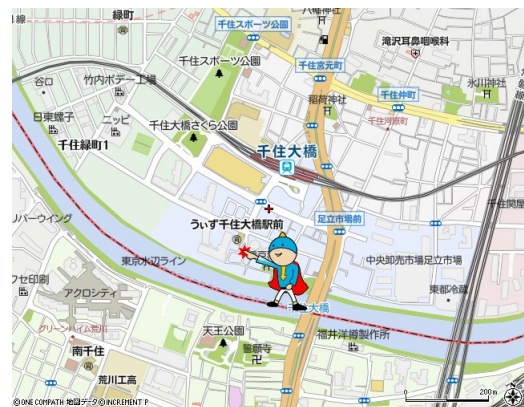 緑町
八幡神社
千住スポーツ公園
滝沢耳鼻咽喉科
千住スポーツ公園
千住宮元町
谷口
竹内ボデー工場
氷川神社
稲荷神社
千住仲町
日東螺子
ニッピ
千住大橋さくら公園
千住河原町
千住緑町1
千住大橋
千住関屋
足立市場前
うぃず千住大橋駅前
リバーウイング
東京水辺ライン
中央卸売市場足立市場
セ印刷
アクロシティ
東都冷蔵
大橋
グリーンハイム荒川
天王公園
福井洋樽製作所
南千住
誓願寺
荒川工高
200m
©ONE COMPATH 地図データ©INCREMENT P